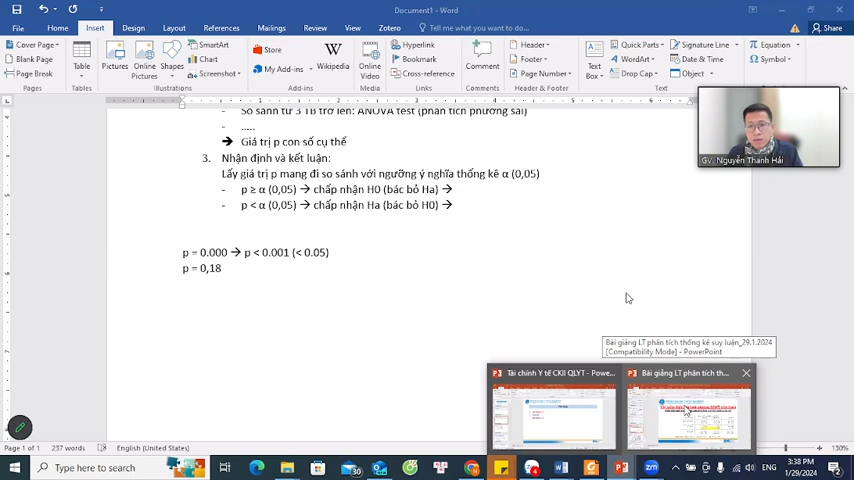 Document1 - Word
File Home Insert Design Layout References Mailings Review View Zotero Tell me what you want to do... Share
Cover Page
Blank Page
Page Break
Pages
Table
Tables
Pictures
Online Pictures
Shapes
SmartArt
Chart
Screenshot
Illustrations
Store
My Add-ins
Wikipedia
Add-ins
Online Video
Media
Hyperlink
Bookmark
Cross-reference
Links
Comment
Comments
Header
Footer
Page Number
Header & Footer
Text Box
Quick Parts
WordArt
Drop Cap
Signature Line
Date & Time
Object
Text
Equation
Symbol
Symbols
- So sánh từ 3 TB trở lên: ANOVA test (phân tích phương sai)
- .....
➔ Giá trị p con số cụ thể
3. Nhận định và kết luận:
Lấy giá trị p mang đi so sánh với ngưỡng ý nghĩa thống kê α (0,05)
- p ≥ α (0,05) → chấp nhận H0 (bác bỏ Ha) →
- p < α (0,05) → chấp nhận Ha (bác bỏ H0) →
p = 0.000 → p < 0.001 (< 0.05)
p = 0,18
GV. Nguyễn Thanh Hải
Bài giảng LT phân tích thống kê suy luận_29.1.2024
[Compatibility Mode] - PowerPoint
Tài chính Y tế CKII QLYT - Powe...
Bài giảng LT phân tích th...
Page 1 of 1 237 words English (United States) 130%
Type here to search
30
ENG
3:38 PM
1/29/2024
2